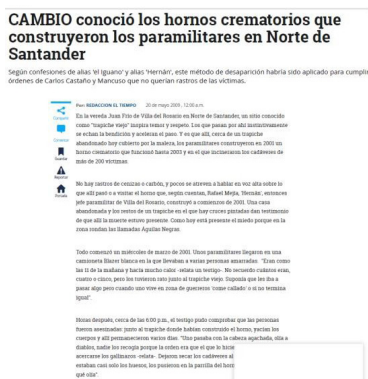 CAMBIO conoció los hornos crematorios que
construyeron los paramilitares en Norte de
Santander
Según confesiones de alias 'el Iguano' y alias 'Hernán', este método de desaparición habría sido aplicado para cumplir
órdenes de Carlos Castaño y Mancuso que no querían rastros de las víctimas.
Por: REDACCION EL TIEMPO 20 de mayo 2009, 12:00 a.m.
Compartir
Comentar
Guardar
Reportar
Portada
En la vereda Juan Frío de Villa del Rosario en Norte de Santander, un sitio conocido
como "trapiche viejo" inspira temor y respeto. Los que pasan por ahí instintivamente
se echan la bendición y aceleran el paso. Y es que allí, cerca de un trapiche
abandonado hoy cubierto por la maleza, los paramilitares construyeron en 2001 un
horno crematorio que funcionó hasta 2003 y en el que incineraron los cadáveres de
más de 200 víctimas.
No hay rastros de cenizas o carbón, y pocos se atreven a hablar en voz alta sobre lo
que allí pasó o a visitar el horno que, según cuentan, Rafael Mejía, 'Hernán', entonces
jefe paramilitar de Villa del Rosario, construyó a comienzos de 2001. Una casa
abandonada y los restos de un trapiche en el que hay cruces pintadas dan testimonio
de que allí la muerte estuvo presente. Como hoy está presente el miedo porque en la
zona rondan las llamadas Águilas Negras.
Todo comenzó un miércoles de marzo de 2001. Unos paramilitares llegaron en una
camioneta Blazer blanca en la que llevaban a varias personas amarradas: "Eran como
las 11 de la mañana y hacía mucho calor -relata un testigo-. No recuerdo cuántos eran,
cuatro o cinco, pero los tuvieron rato junto al trapiche viejo. Suponía que les iba a
pasar algo pero cuando uno vive en zona de guerreros 'come callado' o si no termina
igual".
Horas después, cerca de las 6:00 p.m., el testigo pudo comprobar que las personas
fueron asesinadas: junto al trapiche donde habían construido el horno, yacían los
cuerpos y allí permanecieron varios días. "Uno pasaba con la cabeza agachada, olía a
diablos, nadie los recogía porque la orden era que el que lo hicie
acercarse los gallinazos -relata-. Dejaron secar los cadáveres al
estaban casi solo los huesos, los pusieron en la parrilla del horn
qué olía".